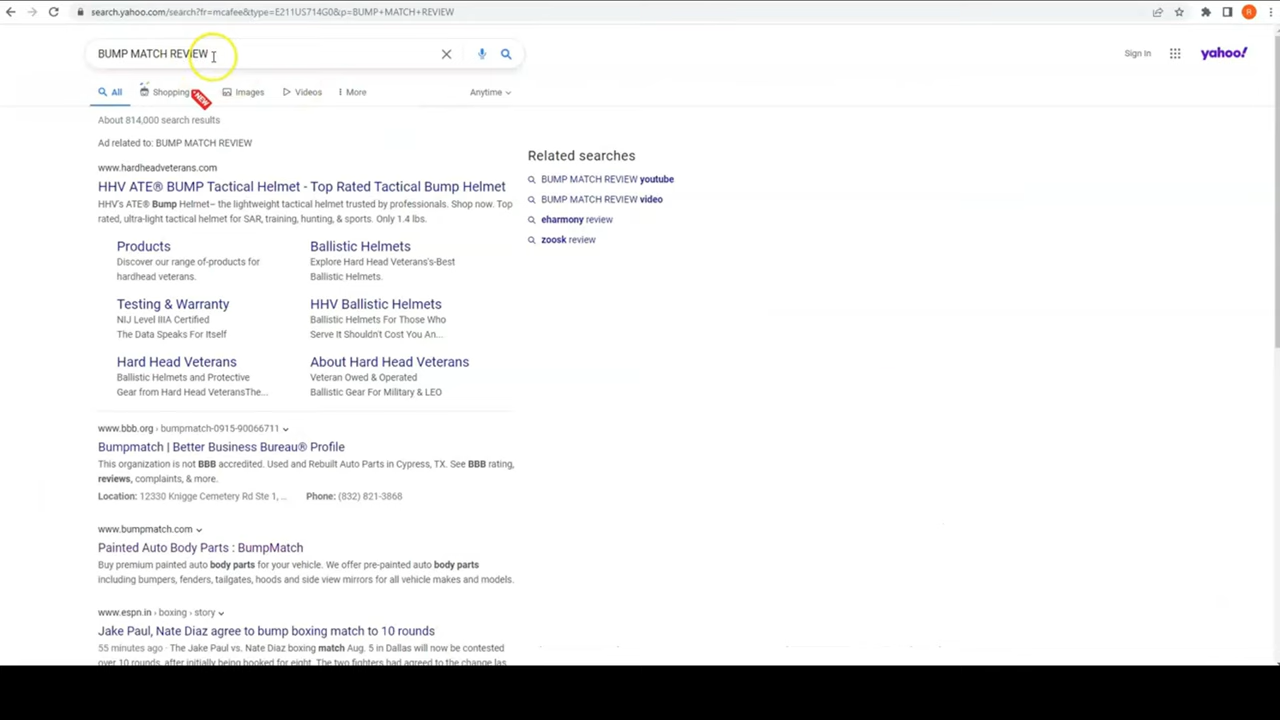 search.yahoo.com/search?fr=mcafee&type=E211US714G0&p=BUMP+MATCH+REVIEW
BUMP MATCH REVIEW
Sign In
yahoo!
All
Shopping
NEW
Images
Videos
More
Anytime
About 814,000 search results
Ad related to: BUMP MATCH REVIEW
www.hardheadveterans.com
HHV ATE® BUMP Tactical Helmet - Top Rated Tactical Bump Helmet
HHV's ATE® Bump Helmet– the lightweight tactical helmet trusted by professionals. Shop now. Top
rated, ultra-light tactical helmet for SAR, training, hunting, & sports. Only 1.4 lbs.
Products
Discover our range of-products for
hardhead veterans.
Ballistic Helmets
Explore Hard Head Veterans's-Best
Ballistic Helmets.
Testing & Warranty
NIJ Level IIIA Certified
The Data Speaks For Itself
HHV Ballistic Helmets
Ballistic Helmets For Those Who
Serve It Shouldn't Cost You An...
Hard Head Veterans
Ballistic Helmets and Protective
Gear from Hard Head VeteransThe...
About Hard Head Veterans
Veteran Owed & Operated
Ballistic Gear For Military & LEO
www.bbb.org › bumpmatch-0915-90066711
Bumpmatch | Better Business Bureau® Profile
This organization is not BBB accredited. Used and Rebuilt Auto Parts in Cypress, TX. See BBB rating,
reviews, complaints, & more.
Location: 12330 Knigge Cemetery Rd Ste 1, ... Phone: (832) 821-3868
www.bumpmatch.com
Painted Auto Body Parts : BumpMatch
Buy premium painted auto body parts for your vehicle. We offer pre-painted auto body parts
including bumpers, fenders, tailgates, hoods and side view mirrors for all vehicle makes and models.
www.espn.in › boxing › story
Jake Paul, Nate Diaz agree to bump boxing match to 10 rounds
55 minutes ago · The Jake Paul vs. Nate Diaz boxing match Aug. 5 in Dallas will now be contested
over 10 rounds, after initially being booked for eight. The two fighters had agreed to the change las
Related searches
BUMP MATCH REVIEW youtube
BUMP MATCH REVIEW video
eharmony review
zoosk review